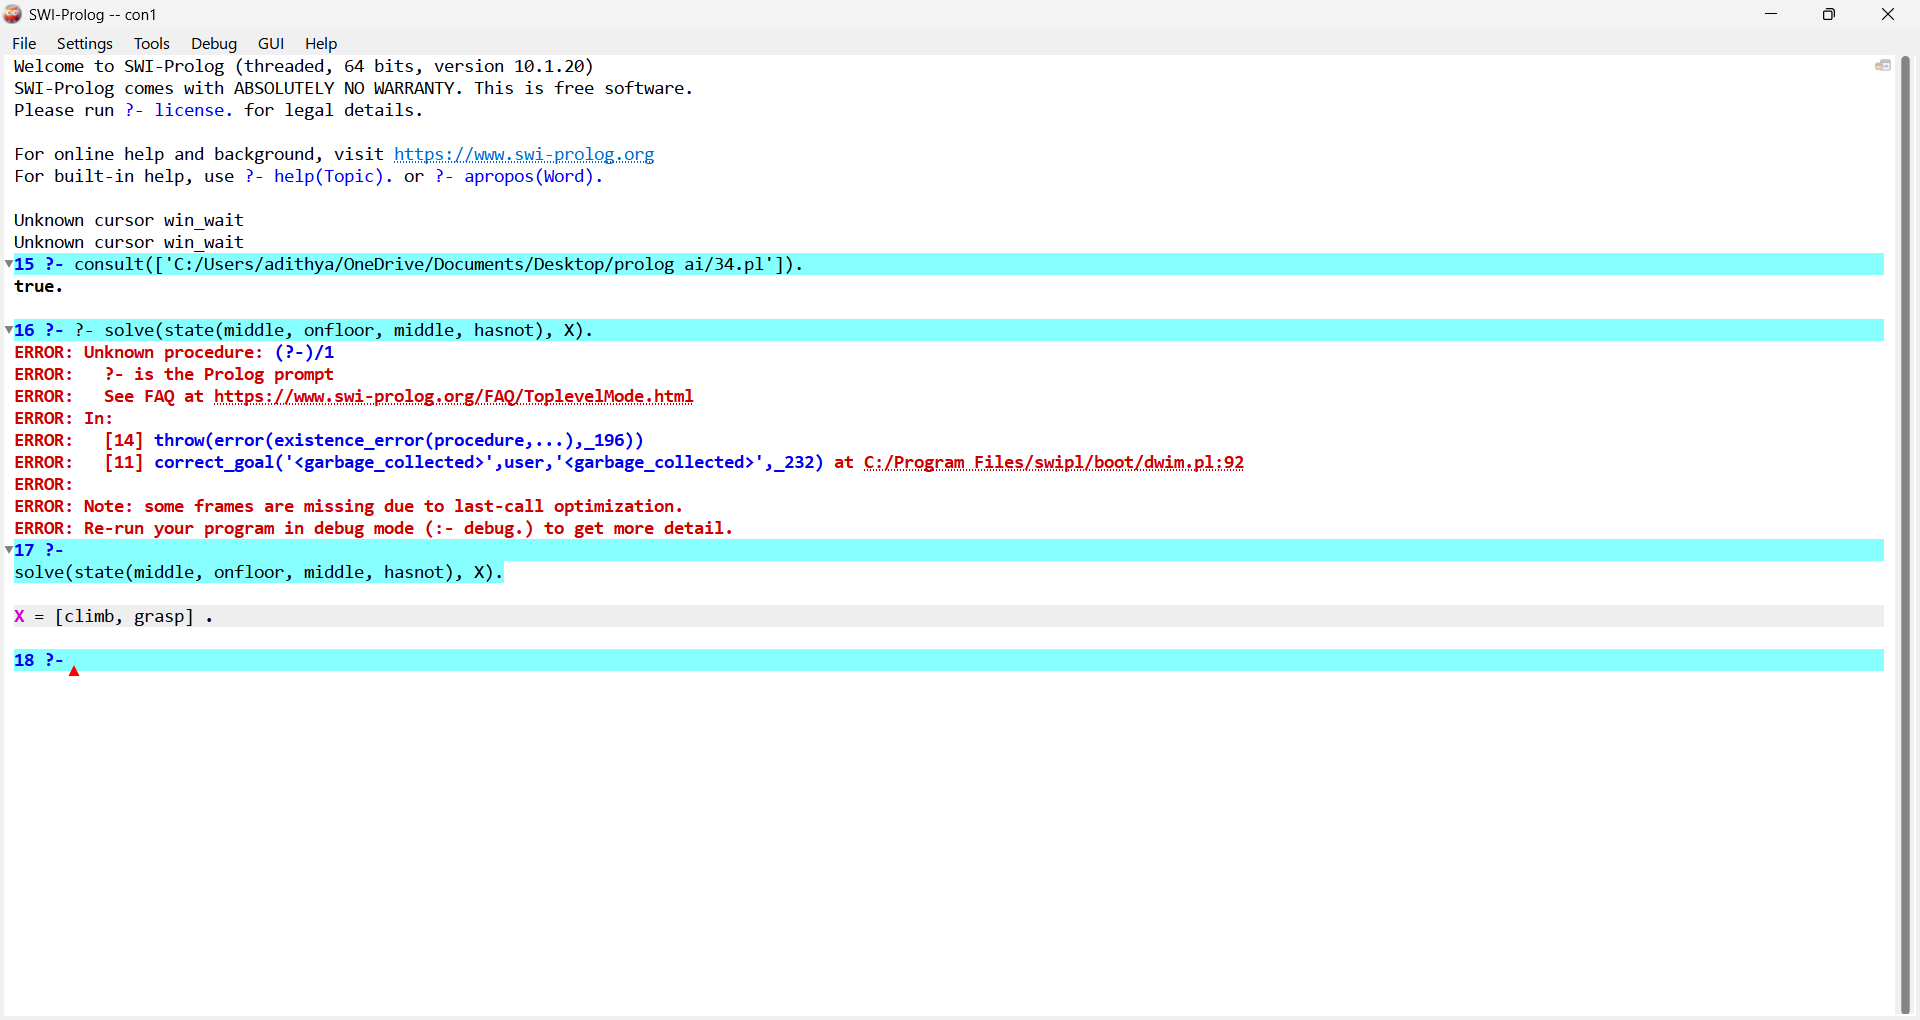 SWI-Prolog -- con1
File Settings Tools Debug GUI Help
Welcome to SWI-Prolog (threaded, 64 bits, version 10.1.20)
SWI-Prolog comes with ABSOLUTELY NO WARRANTY. This is free software.
Please run ?- license. for legal details.
For online help and background, visit https://www.swi-prolog.org
For built-in help, use ?- help(Topic). or ?- apropos(Word).
Unknown cursor win_wait
Unknown cursor win_wait
15 ?- consult(['C:/Users/adithya/OneDrive/Documents/Desktop/prolog ai/34.pl']).
true.
16 ?- ?- solve(state(middle, onfloor, middle, hasnot), X).
ERROR: Unknown procedure: (?-)/1
ERROR:   ?- is the Prolog prompt
ERROR:   See FAQ at https://www.swi-prolog.org/FAQ/ToplevelMode.html
ERROR: In:
ERROR:   [14] throw(error(existence_error(procedure,...),_196))
ERROR:   [11] correct_goal('<garbage_collected>',user,'<garbage_collected>',_232) at C:/Program Files/swipl/boot/dwim.pl:92
ERROR:
ERROR: Note: some frames are missing due to last-call optimization.
ERROR: Re-run your program in debug mode (:- debug.) to get more detail.
17 ?-
solve(state(middle, onfloor, middle, hasnot), X).
X = [climb, grasp] .
18 ?-